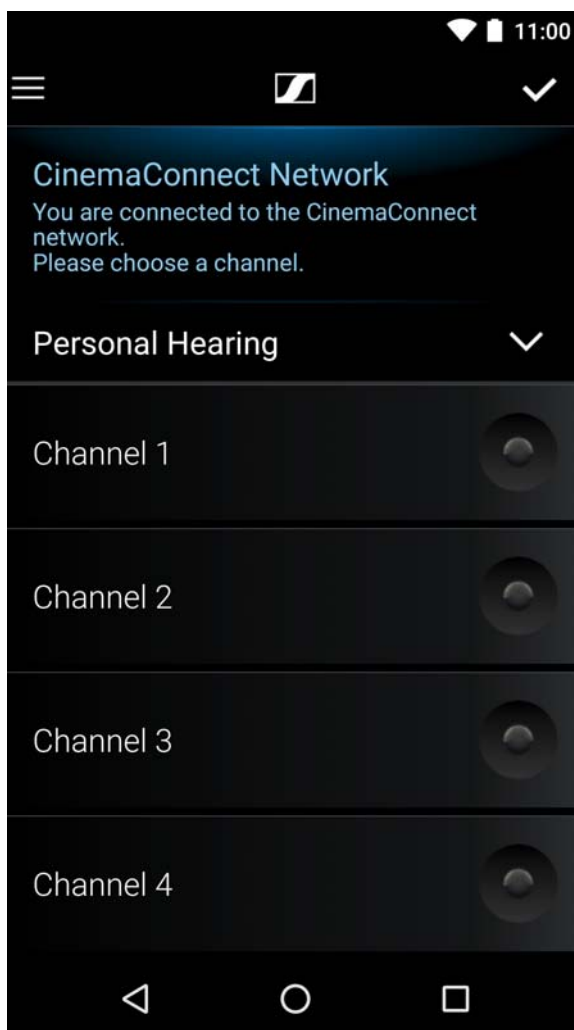 11:00
CinemaConnect Network
You are connected to the CinemaConnect
network.
Please choose a channel.
Personal Hearing
Channel 1
Channel 2
Channel 3
Channel 4